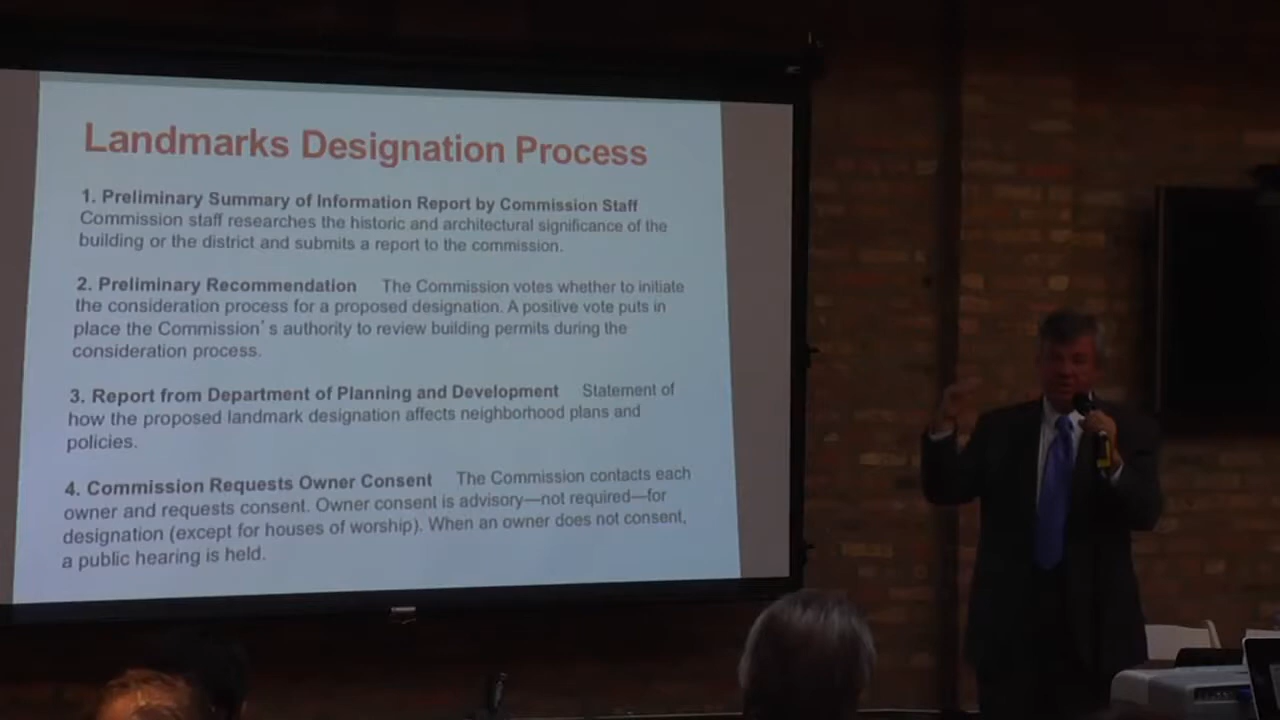 Landmarks Designation Process
1. Preliminary Summary of Information Report by Commission Staff
Commission staff researches the historic and architectural significance of the
building or the district and submits a report to the commission.
2. Preliminary Recommendation The Commission votes whether to initiate
the consideration process for a proposed designation. A positive vote puts in
place the Commission's authority to review building permits during the
consideration process.
3. Report from Department of Planning and Development Statement of
how the proposed landmark designation affects neighborhood plans and
policies.
4. Commission Requests Owner Consent The Commission contacts each
owner and requests consent. Owner consent is advisory—not required—for
designation (except for houses of worship). When an owner does not consent,
a public hearing is held.